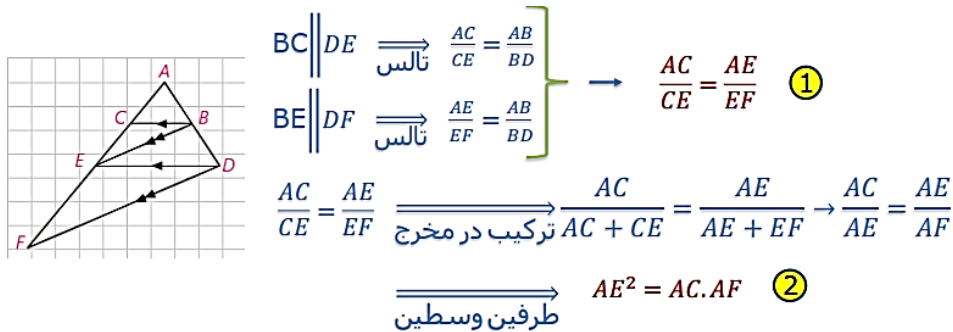 BC∥DE ⟹ تالس AC/CE = AB/BD
BE∥DF ⟹ تالس AE/EF = AB/BD
→ AC/CE = AE/EF ①
A
C B
E D
F
AC/CE = AE/EF ⟹ ترکیب در مخرج AC/(AC + CE) = AE/(AE + EF) → AC/AE = AE/AF
⟹ طرفین وسطین AE² = AC.AF ②